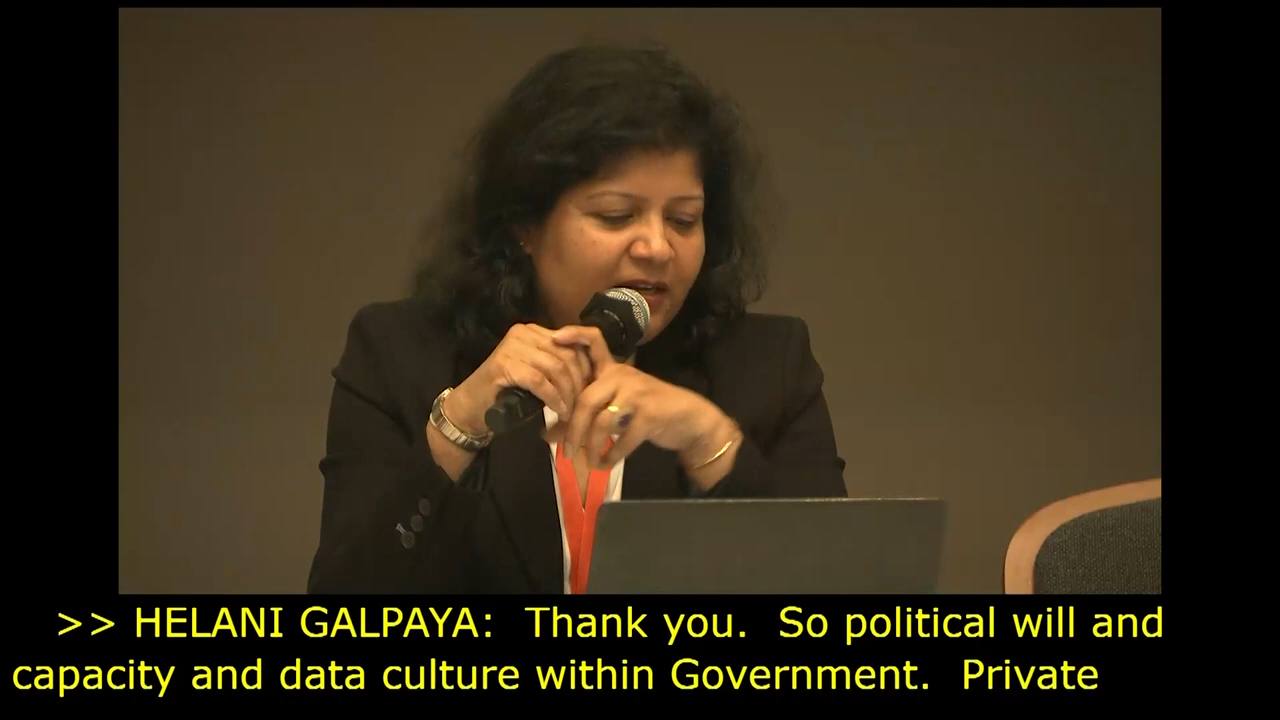 >> HELANI GALPAYA:  Thank you.  So political will and
capacity and data culture within Government.  Private